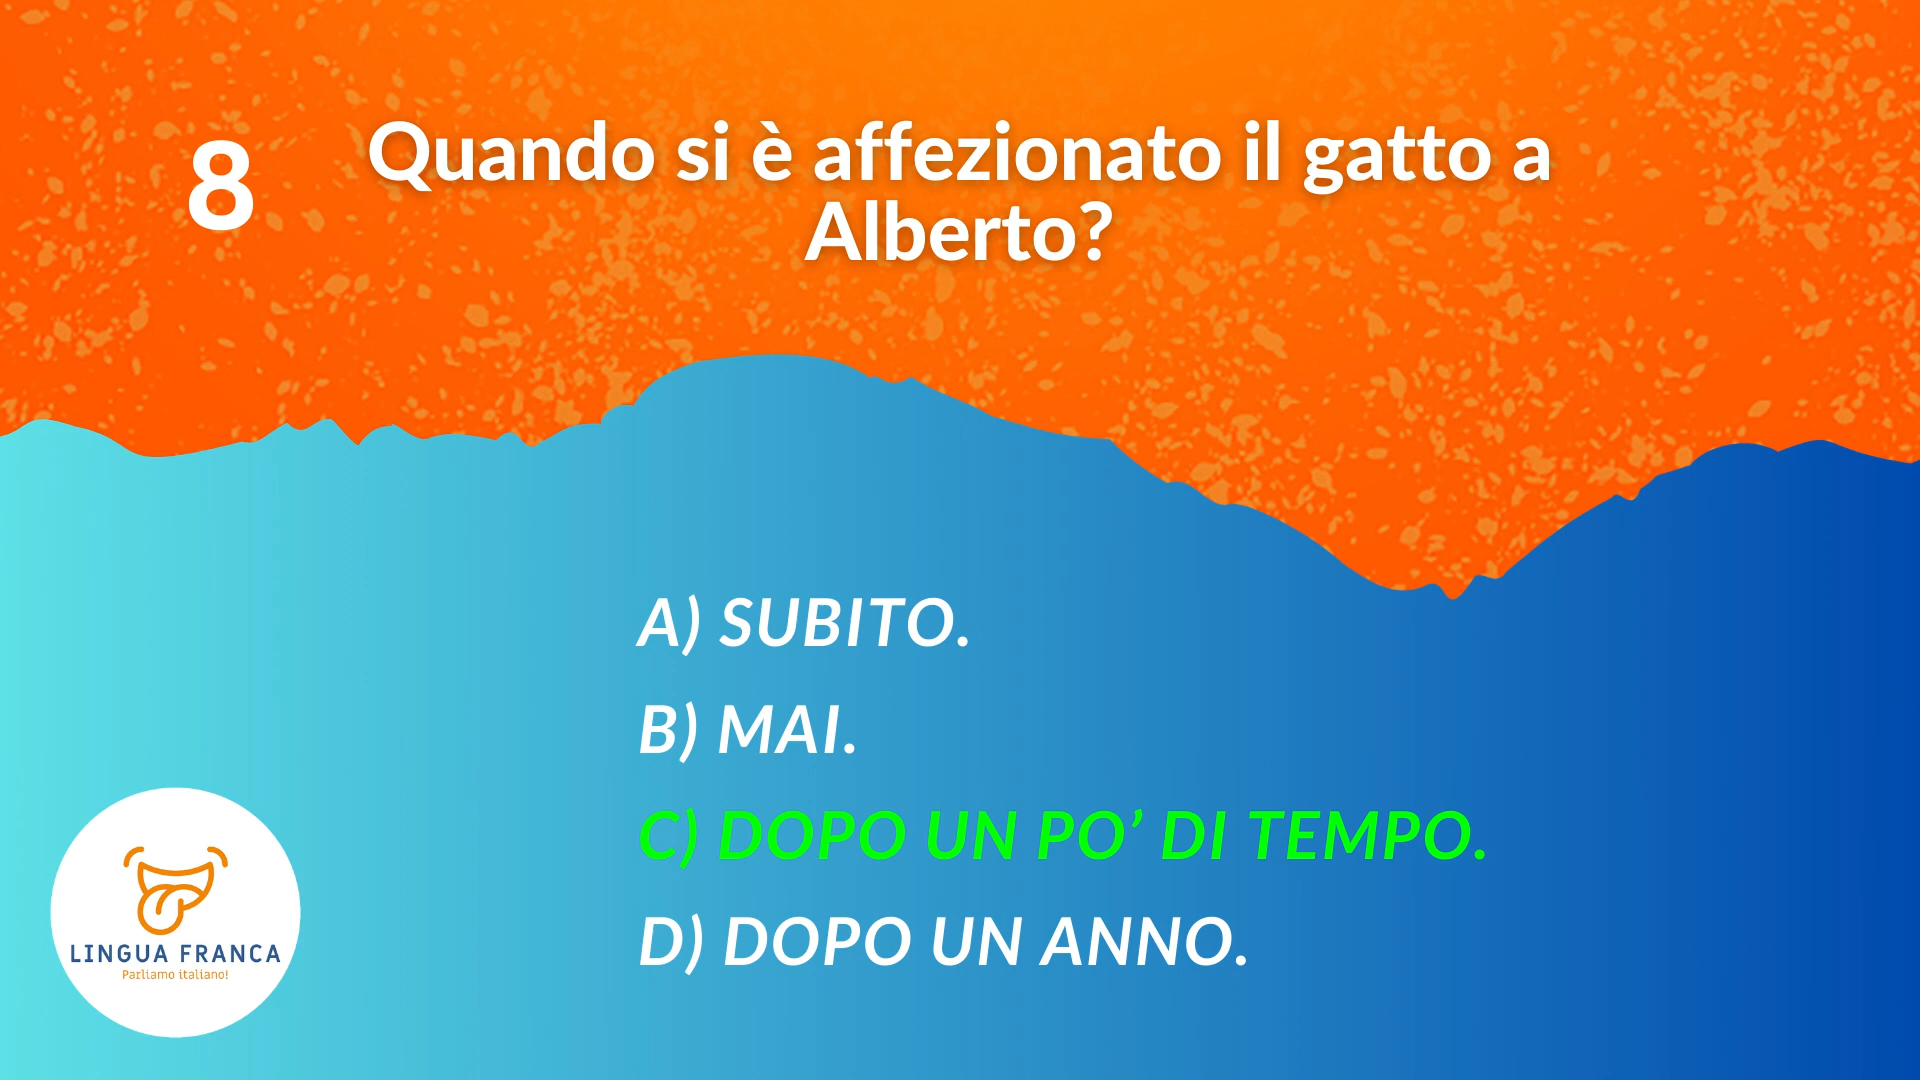 8
Quando si è affezionato il gatto a
Alberto?
A) SUBITO.
B) MAI.
C) DOPO UN PO’ DI TEMPO.
D) DOPO UN ANNO.
LINGUA FRANCA
Parliamo italiano!